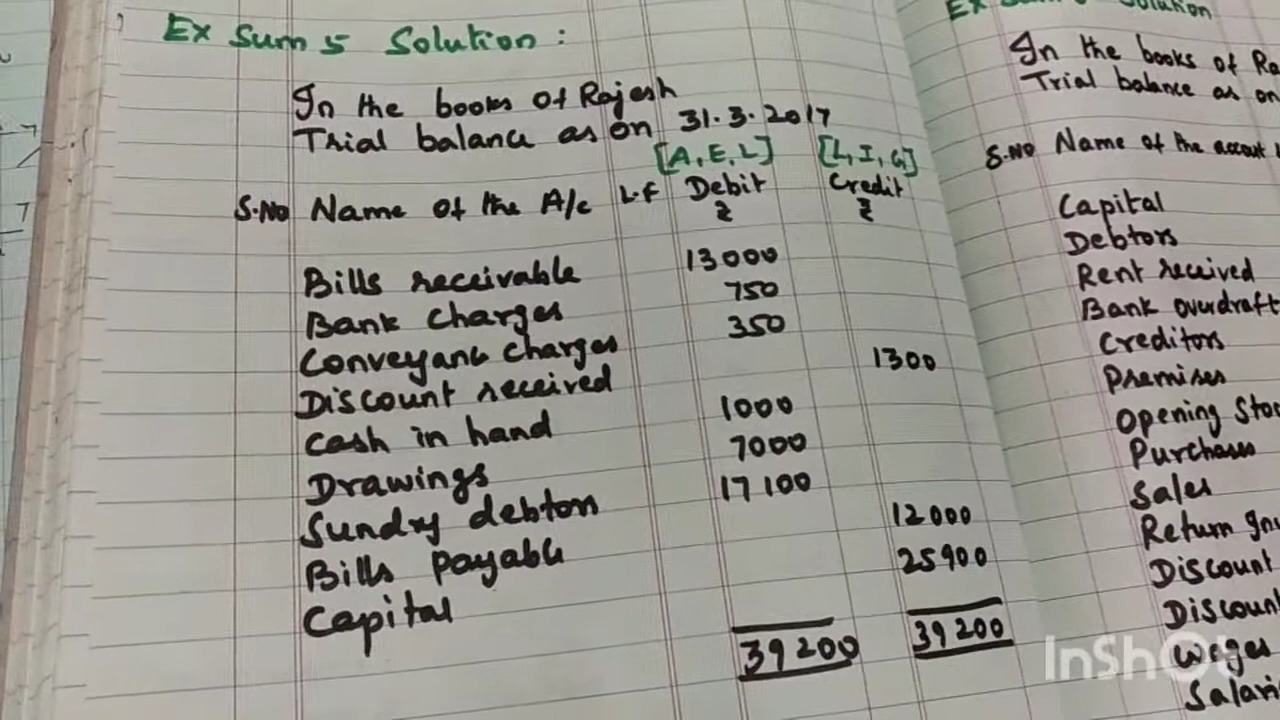 Ex Sum 5 Solution :
In the books of Rajesh
Trial balance as on 31.3.2017
[A, E, L] [L, I, G]
S.No Name of the A/c L.F Debit ₹ Credit ₹
Bills receivable 13000
Bank charges 750
Conveyance charges 350
Discount received 1300
Cash in hand 1000
Drawings 7000
Sundry debtors 17100
Bills payable 12000
Capital 25900
39200 39200
Solution
In the books of
Trial balance as on
S.No Name of the account
Capital
Debtors
Rent received
Bank overdraft
Creditors
Premises
Opening
Purchases
Sales
Return
Discount
Wages
InShOt